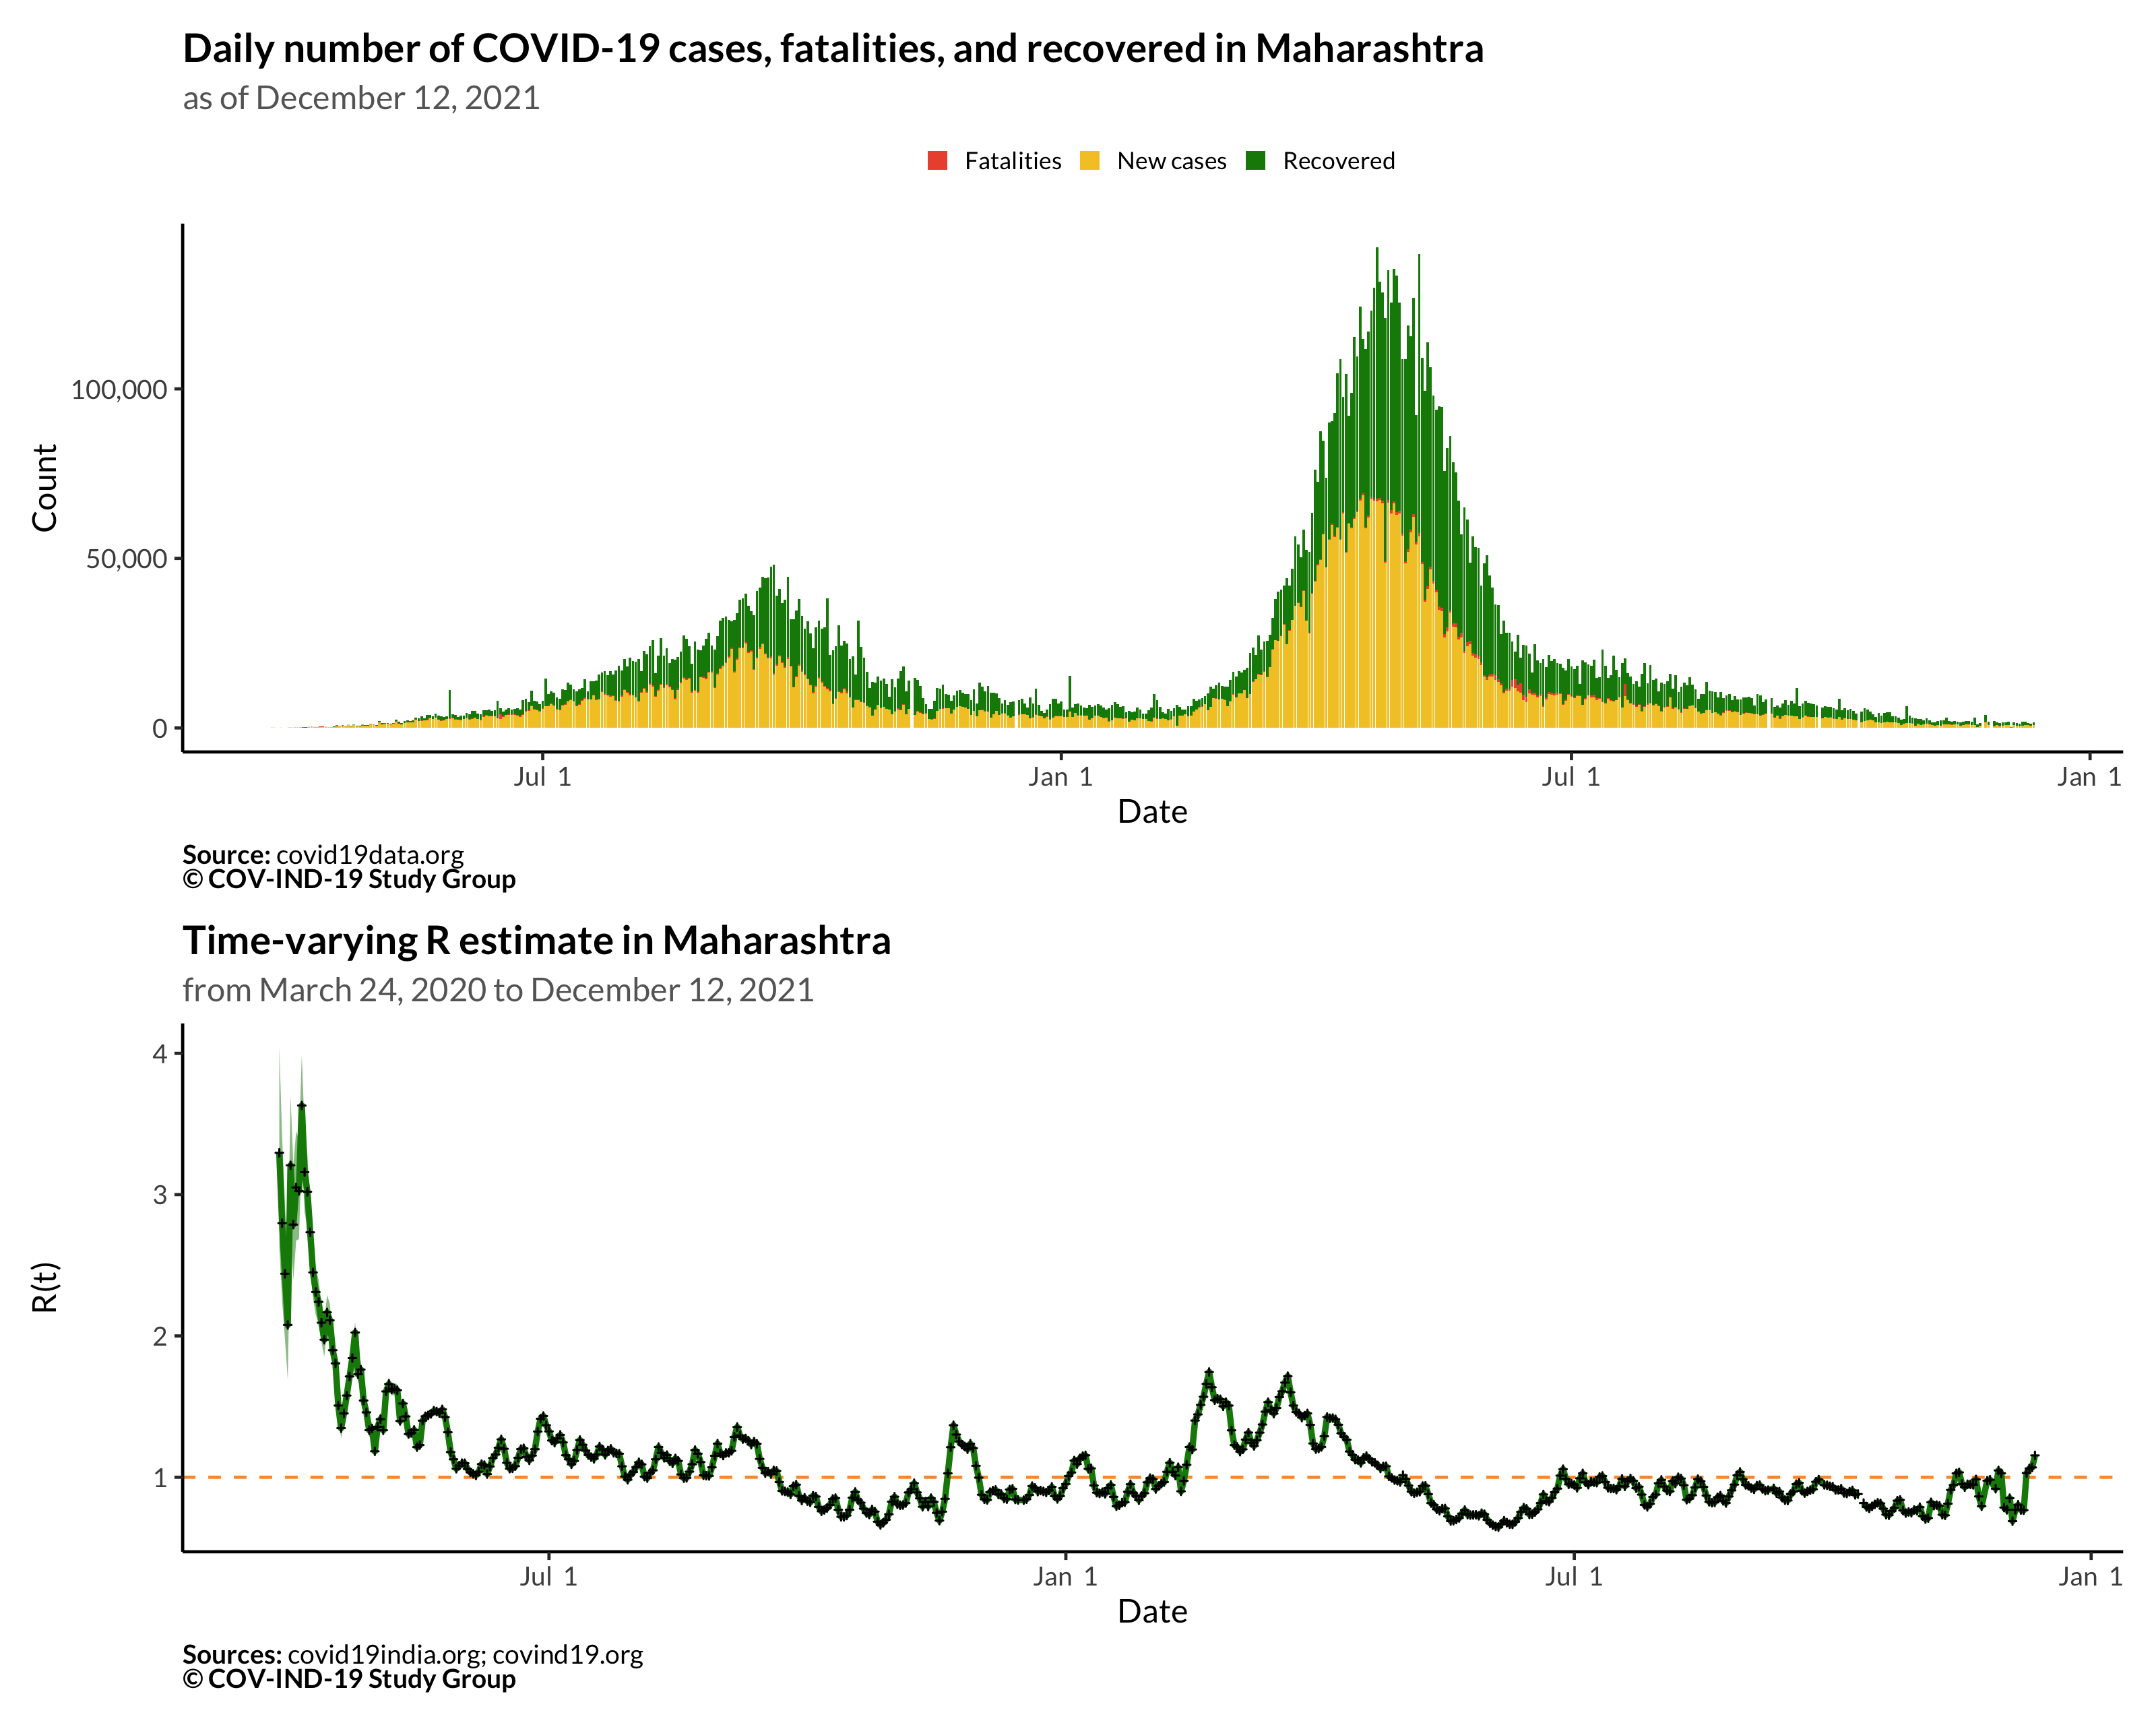 Daily number of COVID-19 cases, fatalities, and recovered in Maharashtra
as of December 12, 2021
Fatalities New cases Recovered
100,000
50,000
0
Count
Jul 1 Jan 1 Jul 1 Jan 1
Date
Source: covid19data.org
© COV-IND-19 Study Group
Time-varying R estimate in Maharashtra
from March 24, 2020 to December 12, 2021
4
3
2
1
R(t)
Jul 1 Jan 1 Jul 1 Jan 1
Date
Sources: covid19india.org; covind19.org
© COV-IND-19 Study Group